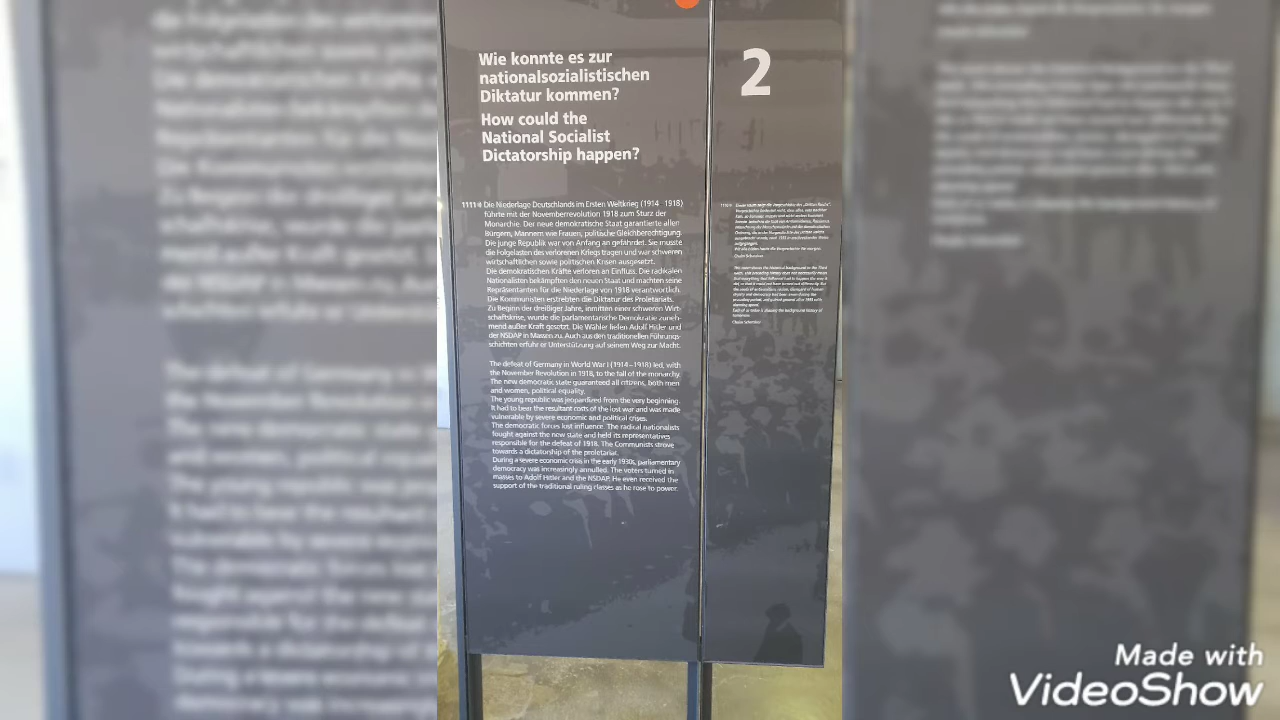 Wie konnte es zur
nationalsozialistischen
Diktatur kommen?
How could the
National Socialist
Dictatorship happen?
2
Die Niederlage Deutschlands im Ersten Weltkrieg (1914 1918)
führte mit der Novemberrevolution 1918 zum Sturz der
Monarchie. Der neue demokratische Staat garantierte allen
Bürgern, Männern wie Frauen, politische Gleichberechtigung.
Die junge Republik war von Anfang an gefährdet. Sie musste
die Folgelasten des verlorenen Kriegs tragen und war schweren
wirtschaftlichen sowie politischen Krisen ausgesetzt.
Die demokratischen Kräfte verloren an Einfluss. Die radikalen
Nationalisten bekämpften den neuen Staat und machten seine
Repräsentanten für die Niederlage von 1918 verantwortlich.
Die Kommunisten erstrebten die Diktatur des Proletariats.
Zu Beginn der dreißiger Jahre, inmitten einer schweren Wirt-
schaftskrise, wurde die parlamentarische Demokratie zuneh-
mend außer Kraft gesetzt. Die Wähler liefen Adolf Hitler und
der NSDAP in Massen zu. Auch aus den traditionellen Führungs-
schichten erfuhr er Unterstützung auf seinem Weg zur Macht.
The defeat of Germany in World War I (1914–1918) led, with
the November Revolution in 1918, to the fall of the monarchy.
The new democratic state guaranteed all citizens, both men
and women, political equality.
The young republic was jeopardized from the very beginning.
It had to bear the resultant costs of the lost war and was made
vulnerable by severe economic and political crises.
The democratic forces lost influence. The radical nationalists
fought against the new state and held its representatives
responsible for the defeat of 1918. The Communists strove
towards a dictatorship of the proletariat.
During a severe economic crisis in the early 1930s, parliamentary
democracy was increasingly annulled. The voters turned in
masses to Adolf Hitler and the NSDAP. He even received the
support of the traditional ruling classes as he rose to power.
Made with
VideoShow